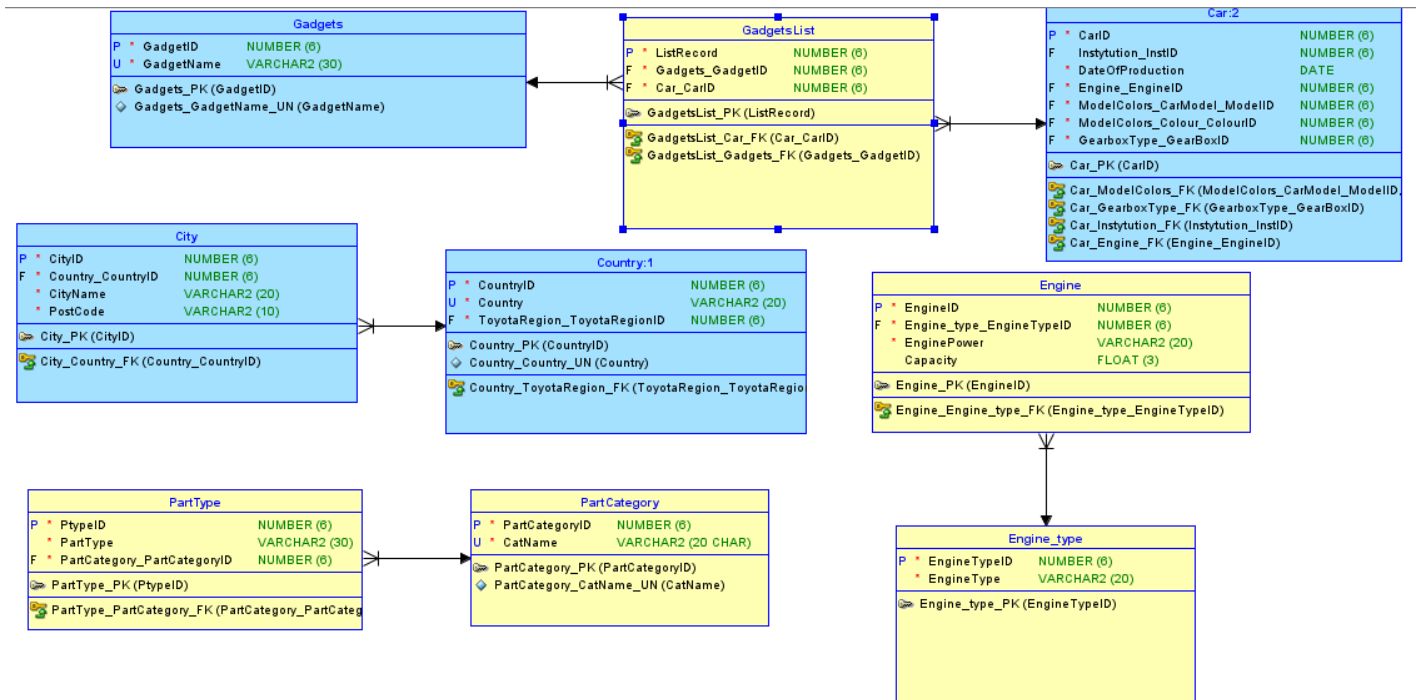 Gadgets
P * GadgetID NUMBER (6)
U * GadgetName VARCHAR2 (30)
Gadgets_PK (GadgetID)
Gadgets_GadgetName_UN (GadgetName)
GadgetsList
P * ListRecord NUMBER (6)
F * Gadgets_GadgetID NUMBER (6)
F * Car_CarID NUMBER (6)
GadgetsList_PK (ListRecord)
GadgetsList_Car_FK (Car_CarID)
GadgetsList_Gadgets_FK (Gadgets_GadgetID)
Car:2
P * CarID NUMBER (6)
F Instytution_InstID NUMBER (6)
* DateOfProduction DATE
F * Engine_EngineID NUMBER (6)
F * ModelColors_CarModel_ModelID NUMBER (6)
F * ModelColors_Colour_ColourID NUMBER (6)
F * GearboxType_GearBoxID NUMBER (6)
Car_PK (CarID)
Car_ModelColors_FK (ModelColors_CarModel_ModelID,
Car_GearboxType_FK (GearboxType_GearBoxID)
Car_Instytution_FK (Instytution_InstID)
Car_Engine_FK (Engine_EngineID)
City
P * CityID NUMBER (6)
F * Country_CountryID NUMBER (6)
* CityName VARCHAR2 (20)
* PostCode VARCHAR2 (10)
City_PK (CityID)
City_Country_FK (Country_CountryID)
Country:1
P * CountryID NUMBER (6)
U * Country VARCHAR2 (20)
F * ToyotaRegion_ToyotaRegionID NUMBER (6)
Country_PK (CountryID)
Country_Country_UN (Country)
Country_ToyotaRegion_FK (ToyotaRegion_ToyotaRegio
Engine
P * EngineID NUMBER (6)
F * Engine_type_EngineTypeID NUMBER (6)
* EnginePower VARCHAR2 (20)
Capacity FLOAT (3)
Engine_PK (EngineID)
Engine_Engine_type_FK (Engine_type_EngineTypeID)
PartType
P * PtypeID NUMBER (6)
* PartType VARCHAR2 (30)
F * PartCategory_PartCategoryID NUMBER (6)
PartType_PK (PtypeID)
PartType_PartCategory_FK (PartCategory_PartCateg
PartCategory
P * PartCategoryID NUMBER (6)
U * CatName VARCHAR2 (20 CHAR)
PartCategory_PK (PartCategoryID)
PartCategory_CatName_UN (CatName)
Engine_type
P * EngineTypeID NUMBER (6)
* EngineType VARCHAR2 (20)
Engine_type_PK (EngineTypeID)